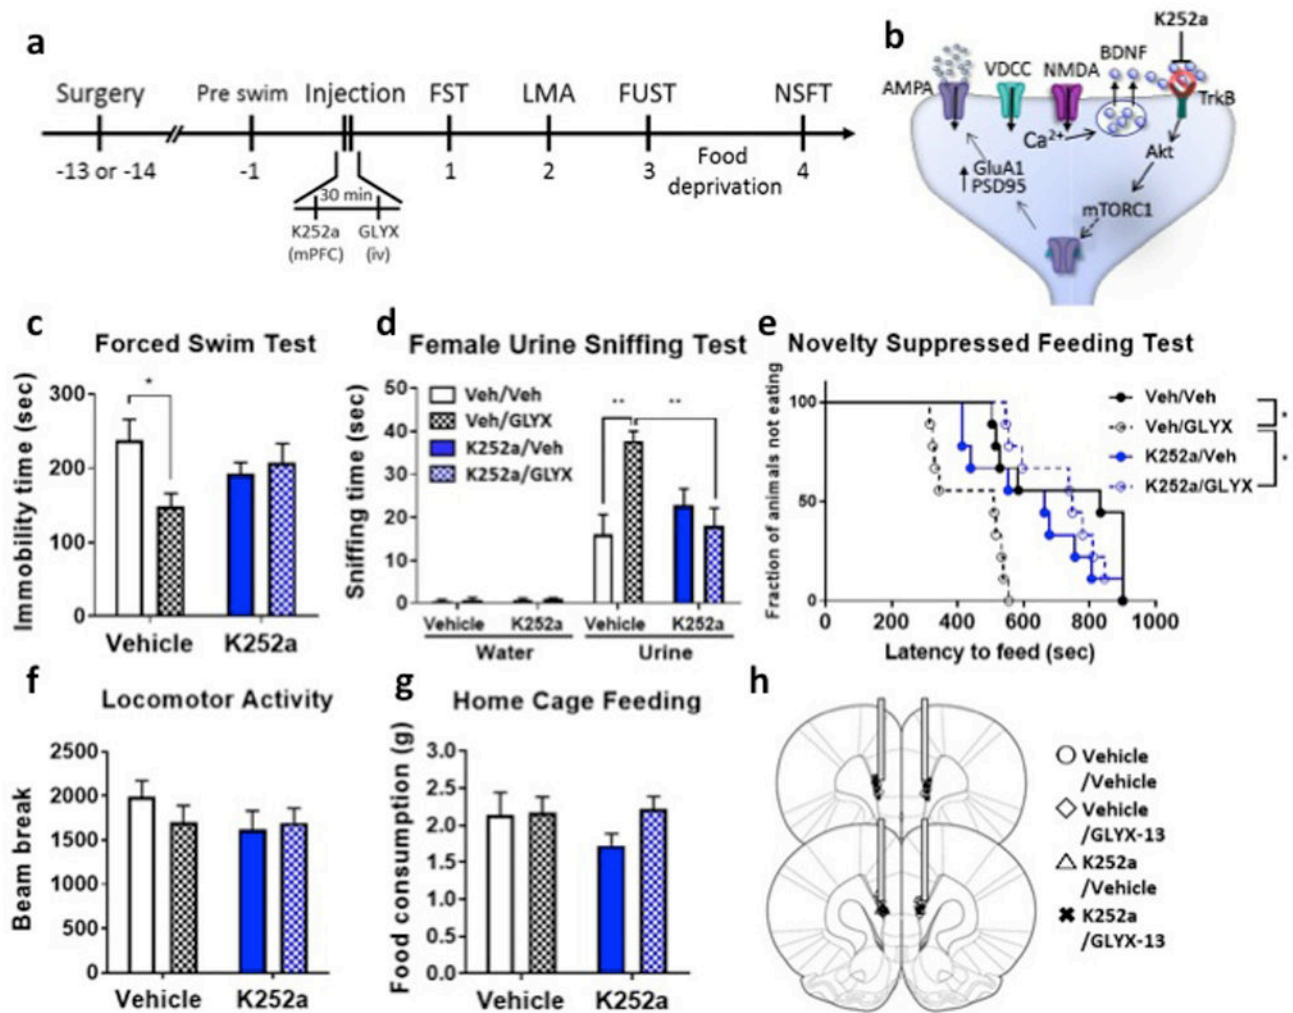 a
Surgery
Pre swim
Injection
FST
LMA
FUST
NSFT
-13 or -14
-1
1
2
3
Food
deprivation
4
30 min
K252a
(mPFC)
GLYX
(iv)
b
K252a
BDNF
VDCC
NMDA
AMPA
TrkB
Ca2+
Akt
GluA1
PSD95
mTORC1
c
Forced Swim Test
Immobility time (sec)
300
200
100
0
*
Vehicle
K252a
d
Female Urine Sniffing Test
Sniffing time (sec)
50
40
30
20
10
0
Veh/Veh
Veh/GLYX
K252a/Veh
K252a/GLYX
**
**
Vehicle
K252a
Vehicle
K252a
Water
Urine
e
Novelty Suppressed Feeding Test
Fraction of animals not eating
100
50
0
0
200
400
600
800
1000
Latency to feed (sec)
Veh/Veh
Veh/GLYX
K252a/Veh
K252a/GLYX
*
*
f
Locomotor Activity
Beam break
2500
2000
1500
1000
500
0
Vehicle
K252a
g
Home Cage Feeding
Food consumption (g)
3.0
2.5
2.0
1.5
1.0
0.5
0.0
Vehicle
K252a
h
Vehicle
/Vehicle
Vehicle
/GLYX-13
K252a
/Vehicle
K252a
/GLYX-13